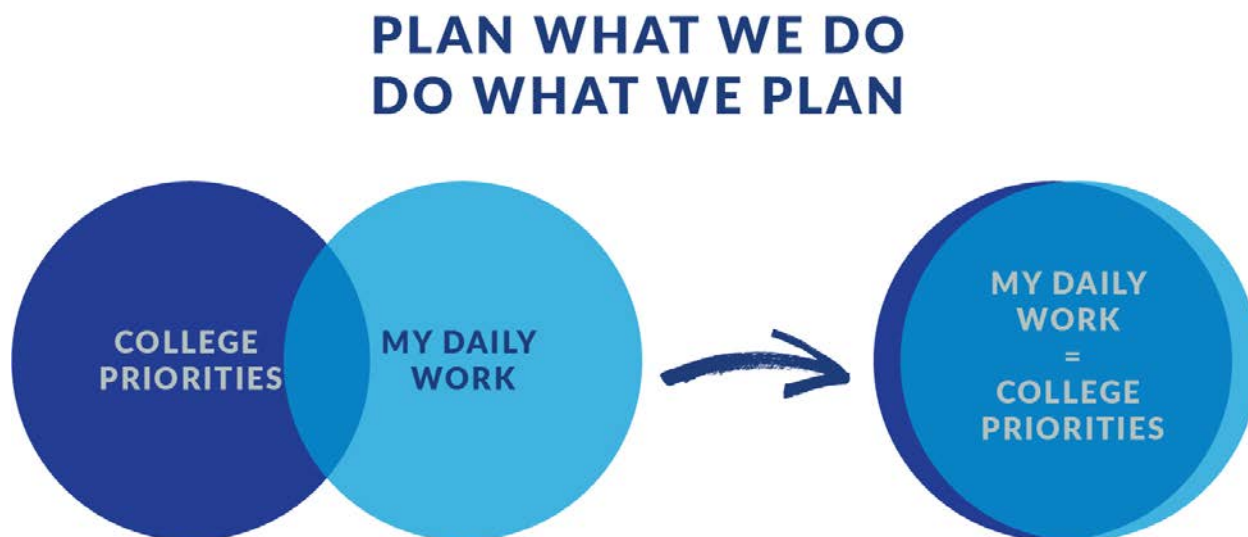 PLAN WHAT WE DO
DO WHAT WE PLAN
COLLEGE
PRIORITIES
MY DAILY
WORK
MY DAILY
WORK
=
COLLEGE
PRIORITIES